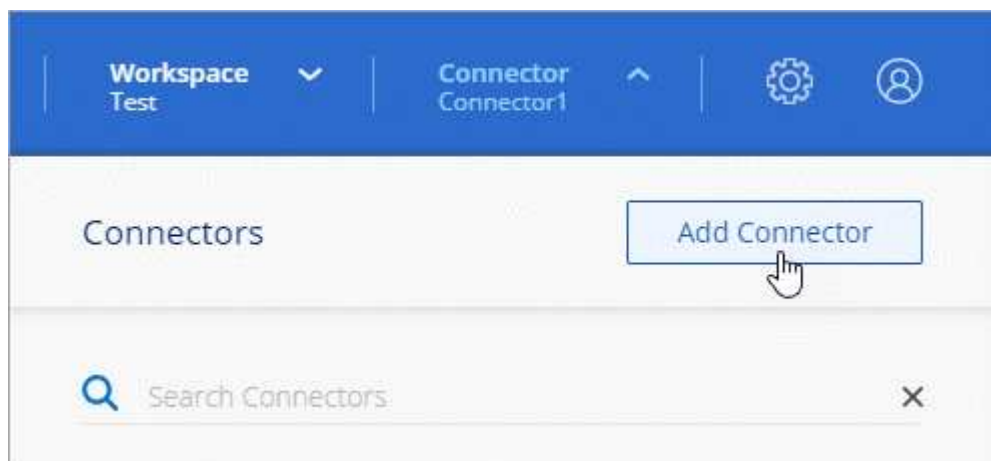 Workspace
Test
Connector
Connector1
Connectors
Add Connector
Search Connectors